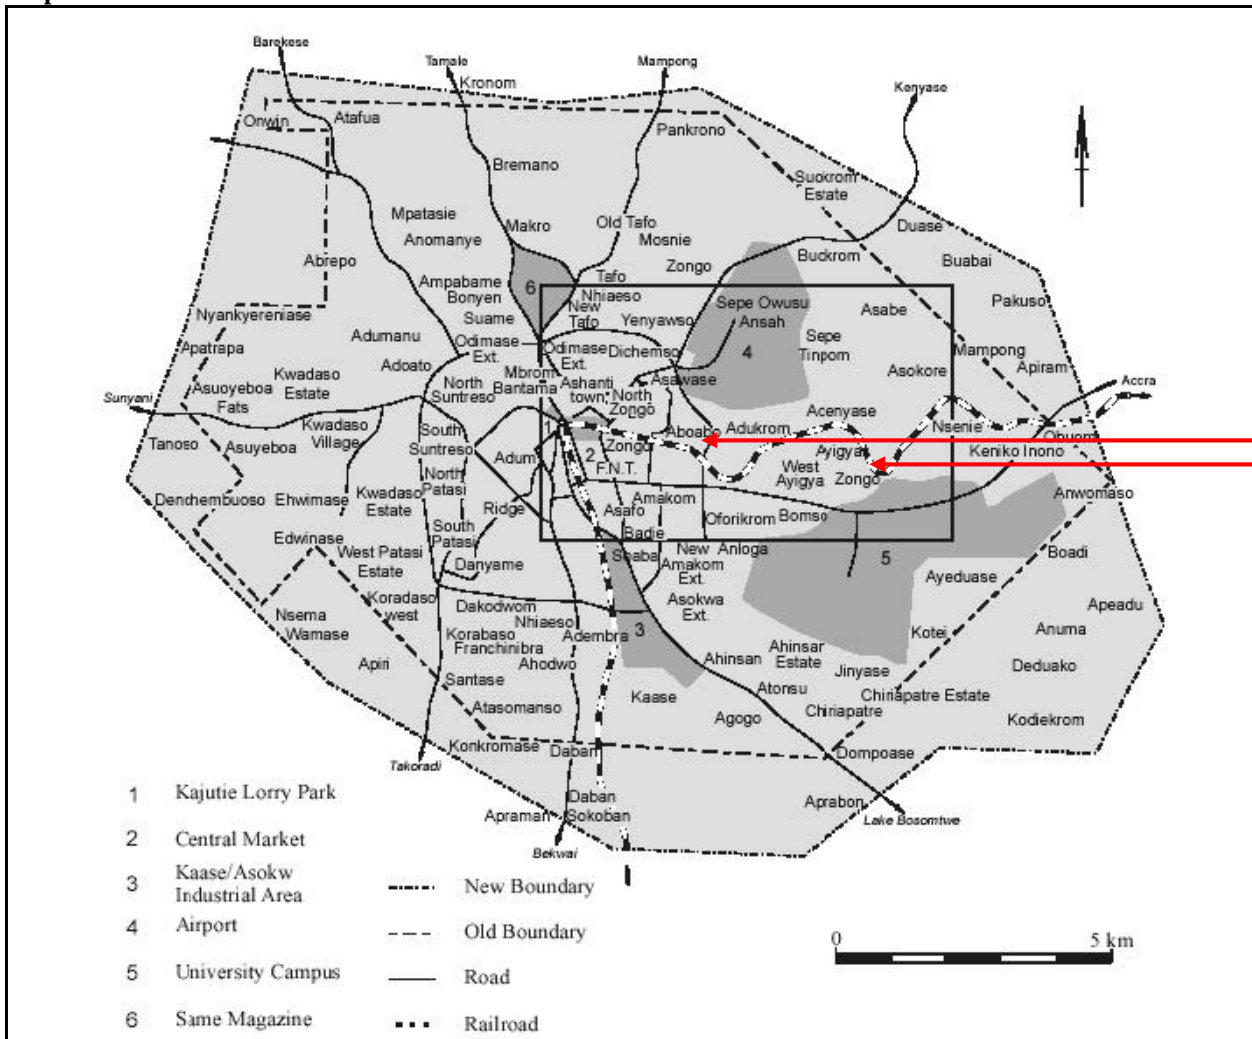 Barekese
Tamale
Mampong
Kronom
Kenyase
Onwin
Atafua
Pankrono
Bremano
Suokrom
Estate
Mpatasie
Makro
Old Tafo
Duase
Anomanye
Mosnie
Abrepo
Zongo
Budkrom
Buabai
Ampabame
Bonyen
6
Tafo
Nhiaeso
Pakuso
Nyankyereniase
Suame
New
Tafo
Yenyawso
Sepe Owusu
Ansah
Asabe
Apatrapa
Adumanu
Odimase
Ext.
Odimase
Ext.
Dichemso
4
Sepe
Tinpom
Mampong
Adoato
Asuoyeboa
Fats
Kwadaso
Estate
North
Suntreso
Mbrom
Bantama
Ashanti
town
North
Zongo
Asawase
Asokore
Apiram
Accra
Sunyani
Kwadaso
Village
South
Suntreso
1
Zongo
Aboabo
Adukrom
Acenyase
Nsenie
Obuom
Tanoso
Asuyeboa
Adum
2
F.N.T.
Ayigya
Keniko Inono
North
Patasi
West
Ayigya
Zongo
Denchembuoso
Ehwimase
Kwadaso
Estate
Ridge
Asafo
Amakom
Oforikrom
Bomso
Anwomaso
Edwinase
South
Patasi
Badie
West Patasi
Estate
Danyame
Soaba
New
Amakom
Ext.
Anloga
5
Boadi
Ayeduase
Koradaso
west
Dakodwom
Asokwa
Ext.
Apeadu
Nsema
Wamase
Nhiaeso
Korabaso
Franchinibra
Adembra
3
Kotei
Anuma
Apiri
Ahodwo
Ahinsan
Ahinsar
Estate
Jinyase
Deduako
Santase
Kaase
Atonsu
Chiriapatre Estate
Atasomanso
Agogo
Chiriapatre
Kodiekrom
Konkromase
Daban
Dompoase
Takoradi
Daban
Sokoban
Apraman
Aprabon
Lake Bosomtwe
Bekwai
1 Kajutie Lorry Park
2 Central Market
3 Kaase/Asokw
Industrial Area
4 Airport
5 University Campus
6 Same Magazine
New Boundary
Old Boundary
Road
Railroad
0 5 km